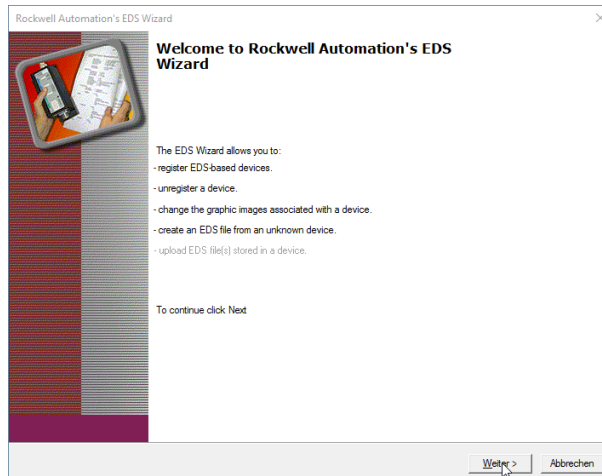 Rockwell Automation's EDS Wizard
Welcome to Rockwell Automation's EDS
Wizard
The EDS Wizard allows you to:
- register EDS-based devices.
- unregister a device.
- change the graphic images associated with a device.
- create an EDS file from an unknown device.
- upload EDS file(s) stored in a device.
To continue click Next
Weiter >
Abbrechen